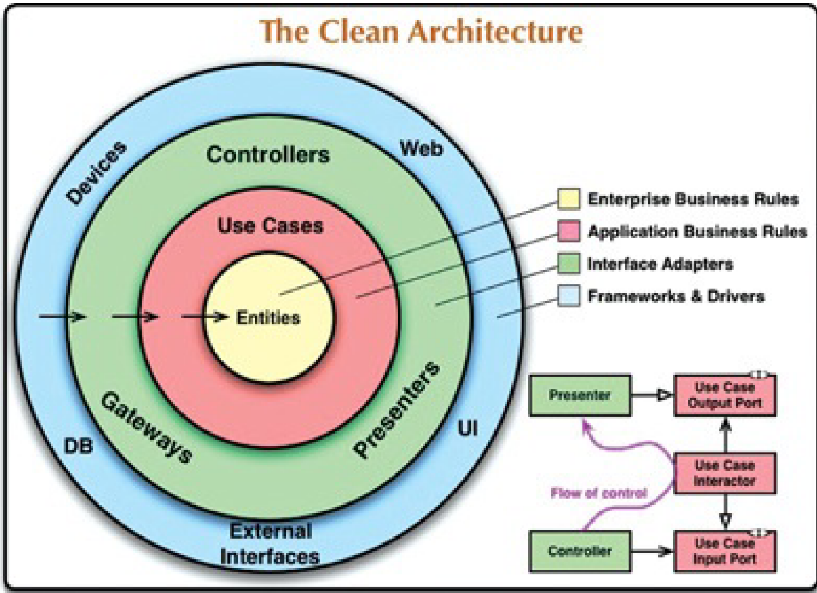 The Clean Architecture
Devices
Controllers
Web
Use Cases
Entities
Gateways
Presenters
DB
UI
External
Interfaces
Enterprise Business Rules
Application Business Rules
Interface Adapters
Frameworks & Drivers
Presenter
Use Case
Output Port
Flow of control
Use Case
Interactor
Controller
Use Case
Input Port